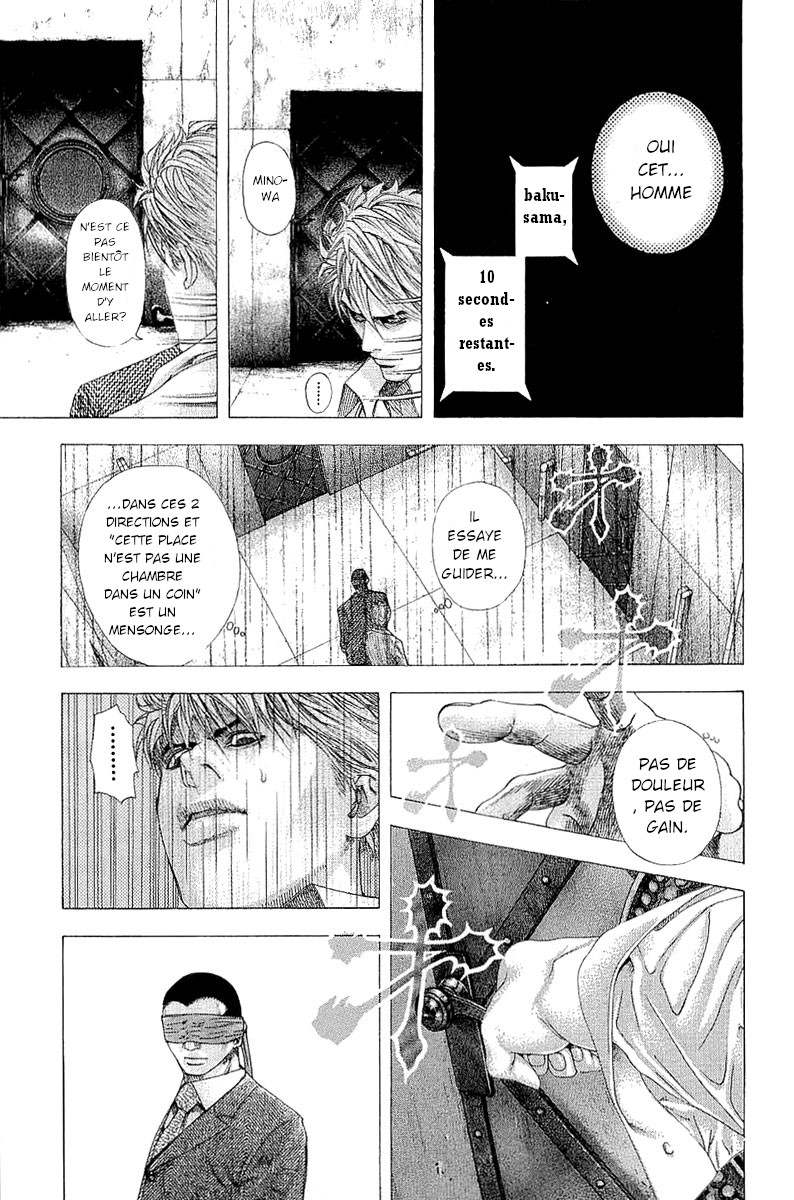 OUI
CET...
HOMME
baku-
sama,
10
second-
es
restant-
es.
MINO-
WA
......
N'EST CE
PAS
BIENTÔT
LE
MOMENT
D'Y
ALLER?
IL
ESSAYE
DE ME
GUIDER...
...DANS CES 2
DIRECTIONS ET
"CETTE PLACE
N'EST PAS UNE
CHAMBRE
DANS UN COIN"
EST UN
MENSONGE...
PAS DE
DOULEUR
, PAS DE
GAIN.
........